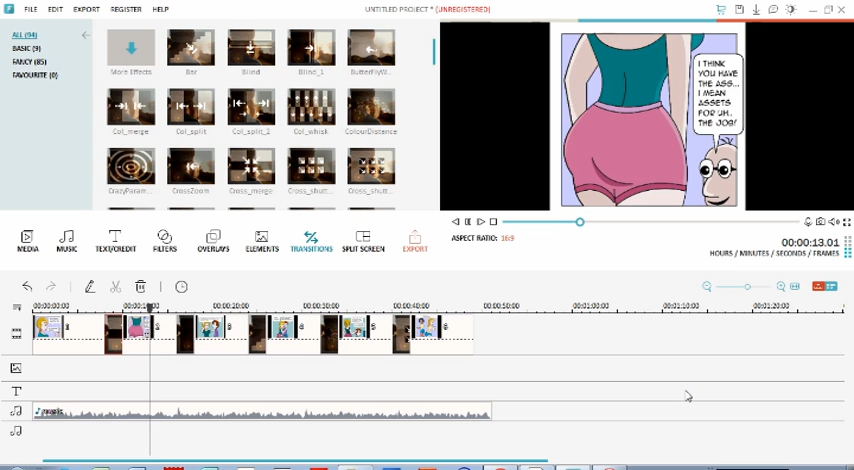 FILE EDIT EXPORT REGISTER HELP
UNTITLED PROJECT * (UNREGISTERED)
ALL (94)
BASIC (9)
FANCY (85)
FAVOURITE (0)
More Effects Bar Blind Blind_1 ButterflyW...
Col_merge Col_split Col_split_2 Col_whisk ColourDistance
CrazyParam... CrossZoom Cross_merge Cross_shutt... Cross_shutt...
I THINK
YOU HAVE
THE ASS...
I MEAN
ASSETS
FOR UH..
THE JOB!
MEDIA MUSIC TEXT/CREDIT FILTERS OVERLAYS ELEMENTS TRANSITIONS SPLIT SCREEN EXPORT
ASPECT RATIO: 16:9
00:00:13.01
HOURS / MINUTES / SECONDS / FRAMES
00:00:00:00 00:00:10:00 00:00:20:00 00:00:30:00 00:00:40:00 00:00:50:00 00:01:00:00 00:01:10:00 00:01:20:00
music